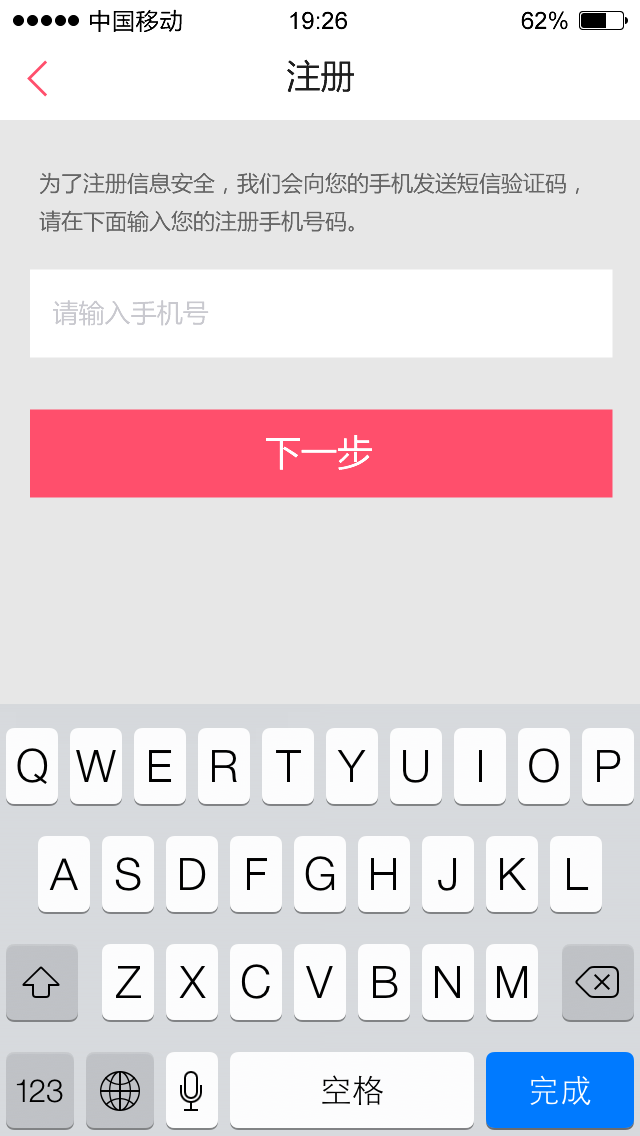 中国移动 19:26 62%
注册
为了注册信息安全，我们会向您的手机发送短信验证码，
请在下面输入您的注册手机号码。
请输入手机号
下一步
Q W E R T Y U I O P
A S D F G H J K L
Z X C V B N M
123 空格 完成